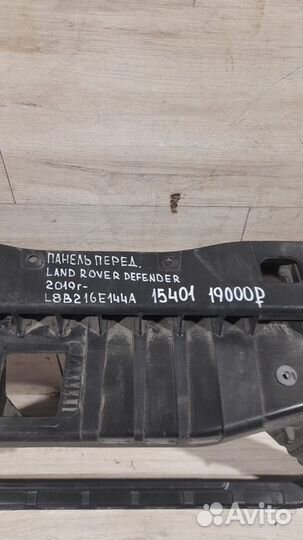 ПАНЕЛЬ ПЕРЕД.
LAND ROVER DEFENDER
2019г-
L8B216E144A 15401 19000₽
Avito